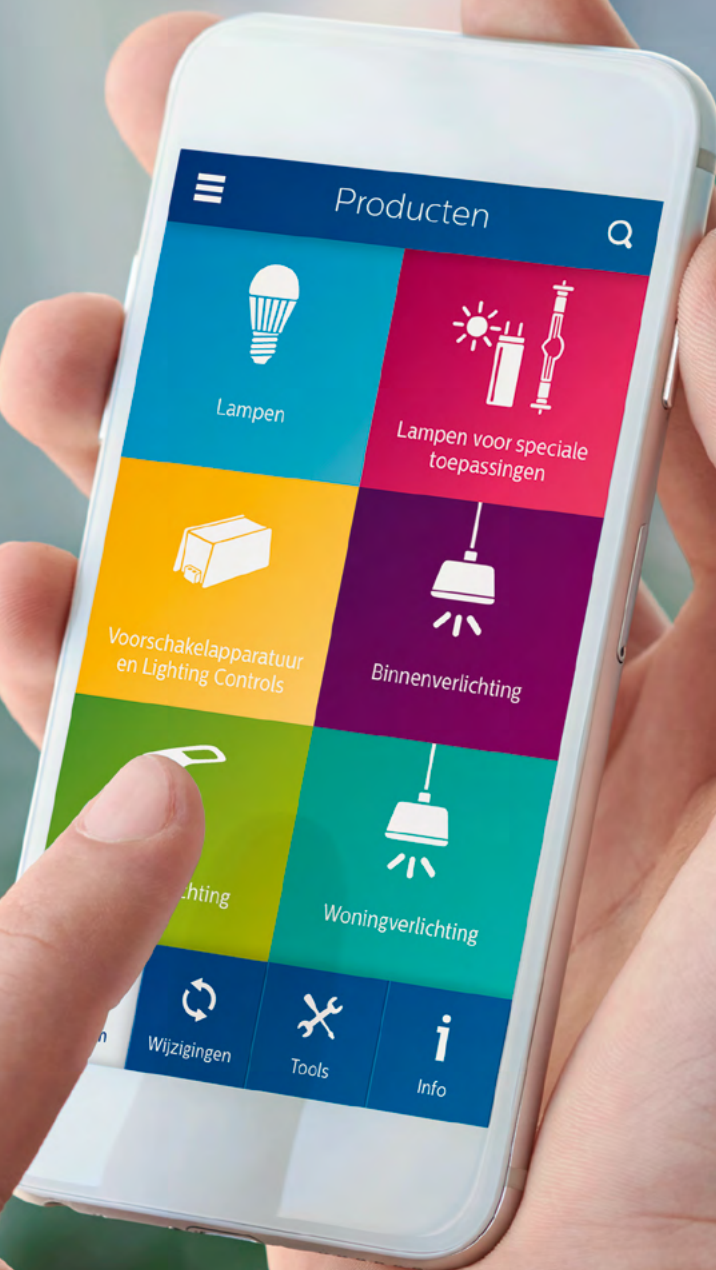 Producten
Lampen
Lampen voor speciale
toepassingen
Voorschakelapparatuur
en Lighting Controls
Binnenverlichting
Woningverlichting
Wijzigingen
Tools
Info